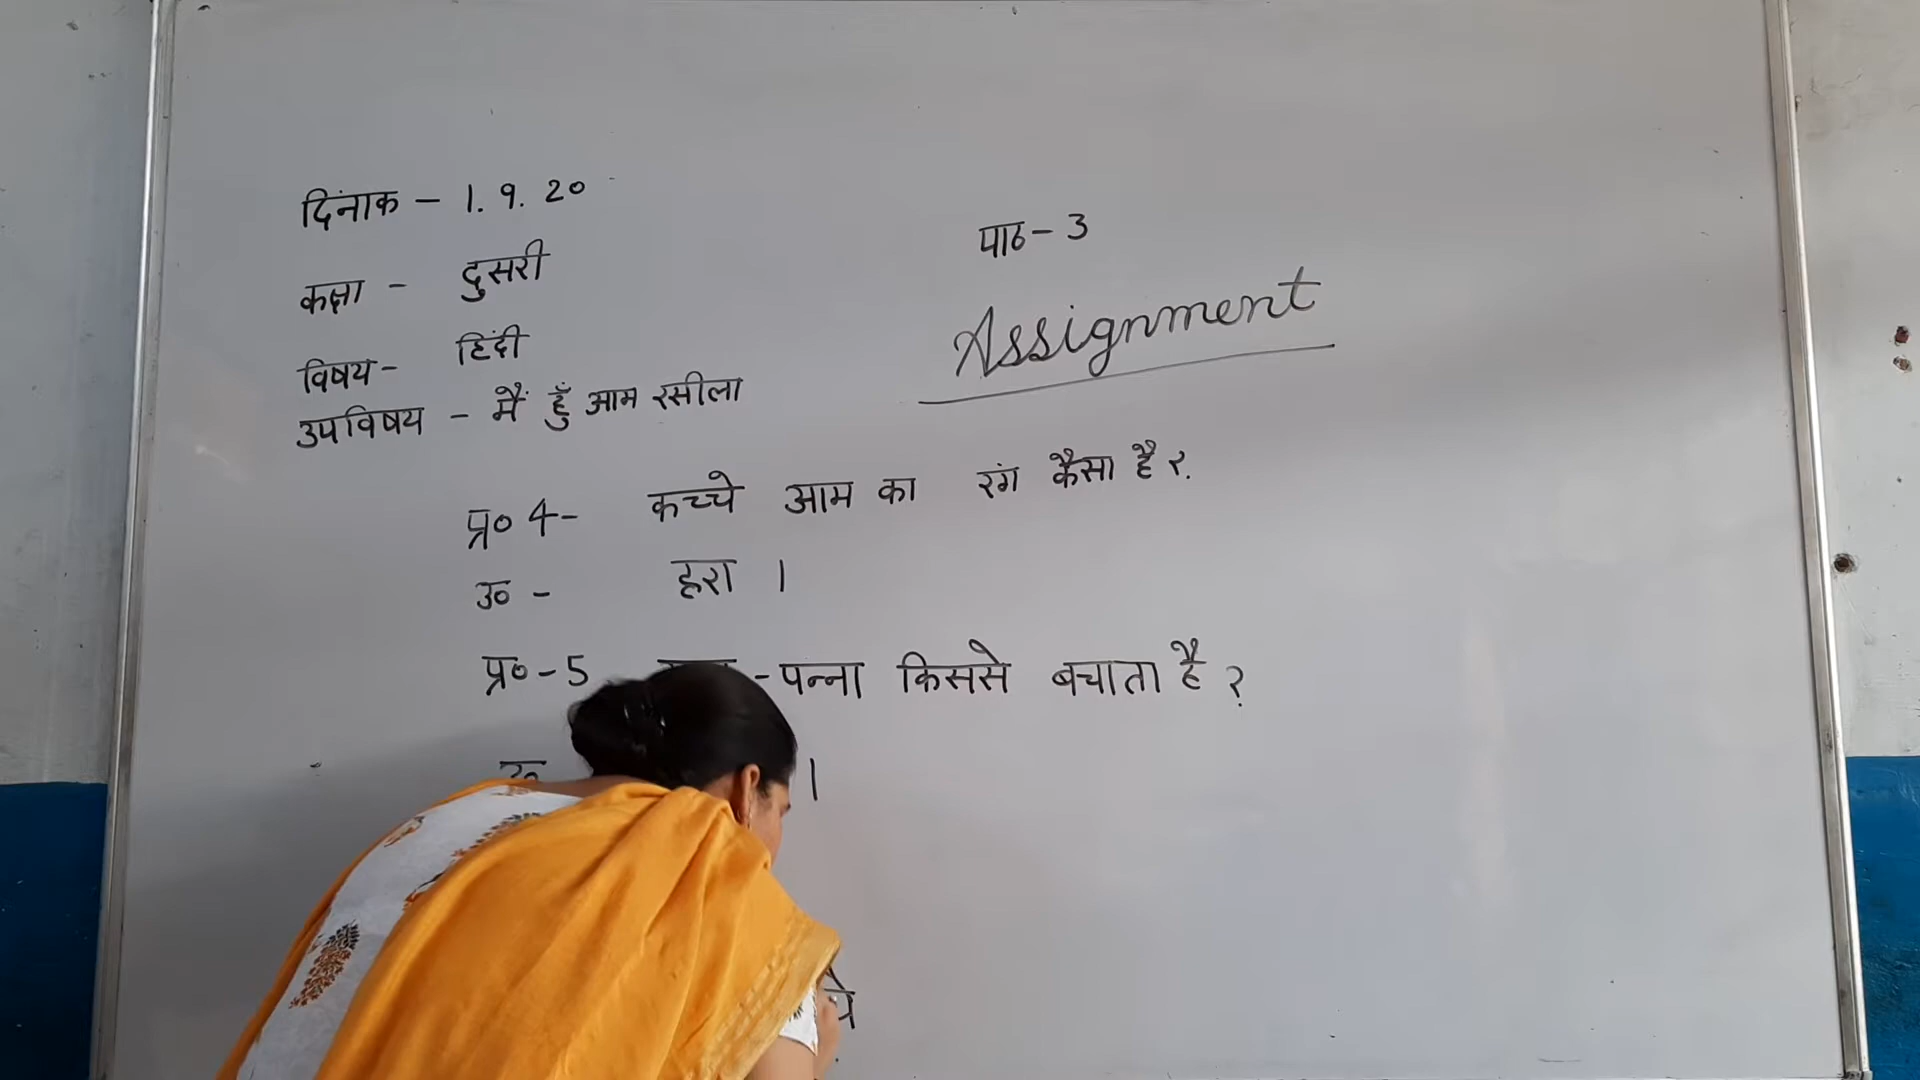 दिंनाक – 1. 9. 20
कक्षा - दुसरी
विषय- हिंदी
उपविषय - मैं हुँ आम रसीला
पाठ- 3
Assignment
प्र० 4- कच्चे आम का रंग कैसा है ?
उ० - हरा ।
प्र०-5 -पन्ना किससे बचाता है ?
उ० ।